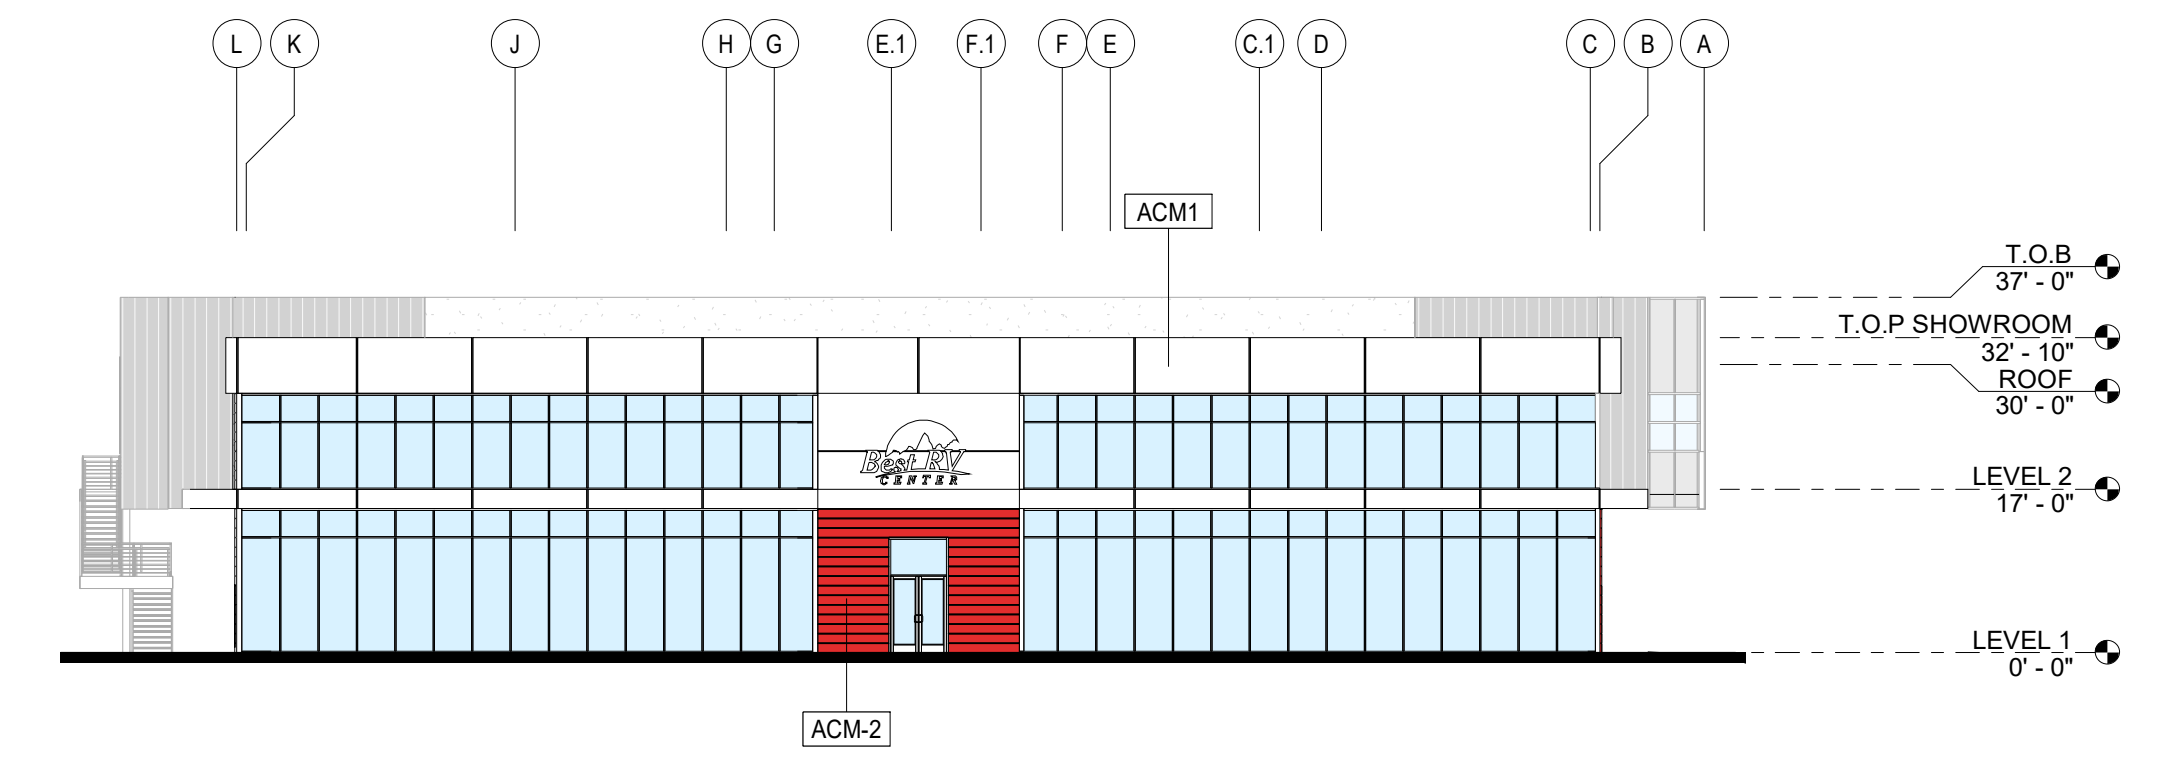 L K J H G E.1 F.1 F E C.1 D C B A
ACM1
T.O.B
37' - 0"
T.O.P SHOWROOM
32' - 10"
ROOF
30' - 0"
Best RV
CENTER
LEVEL 2
17' - 0"
LEVEL 1
0' - 0"
ACM-2